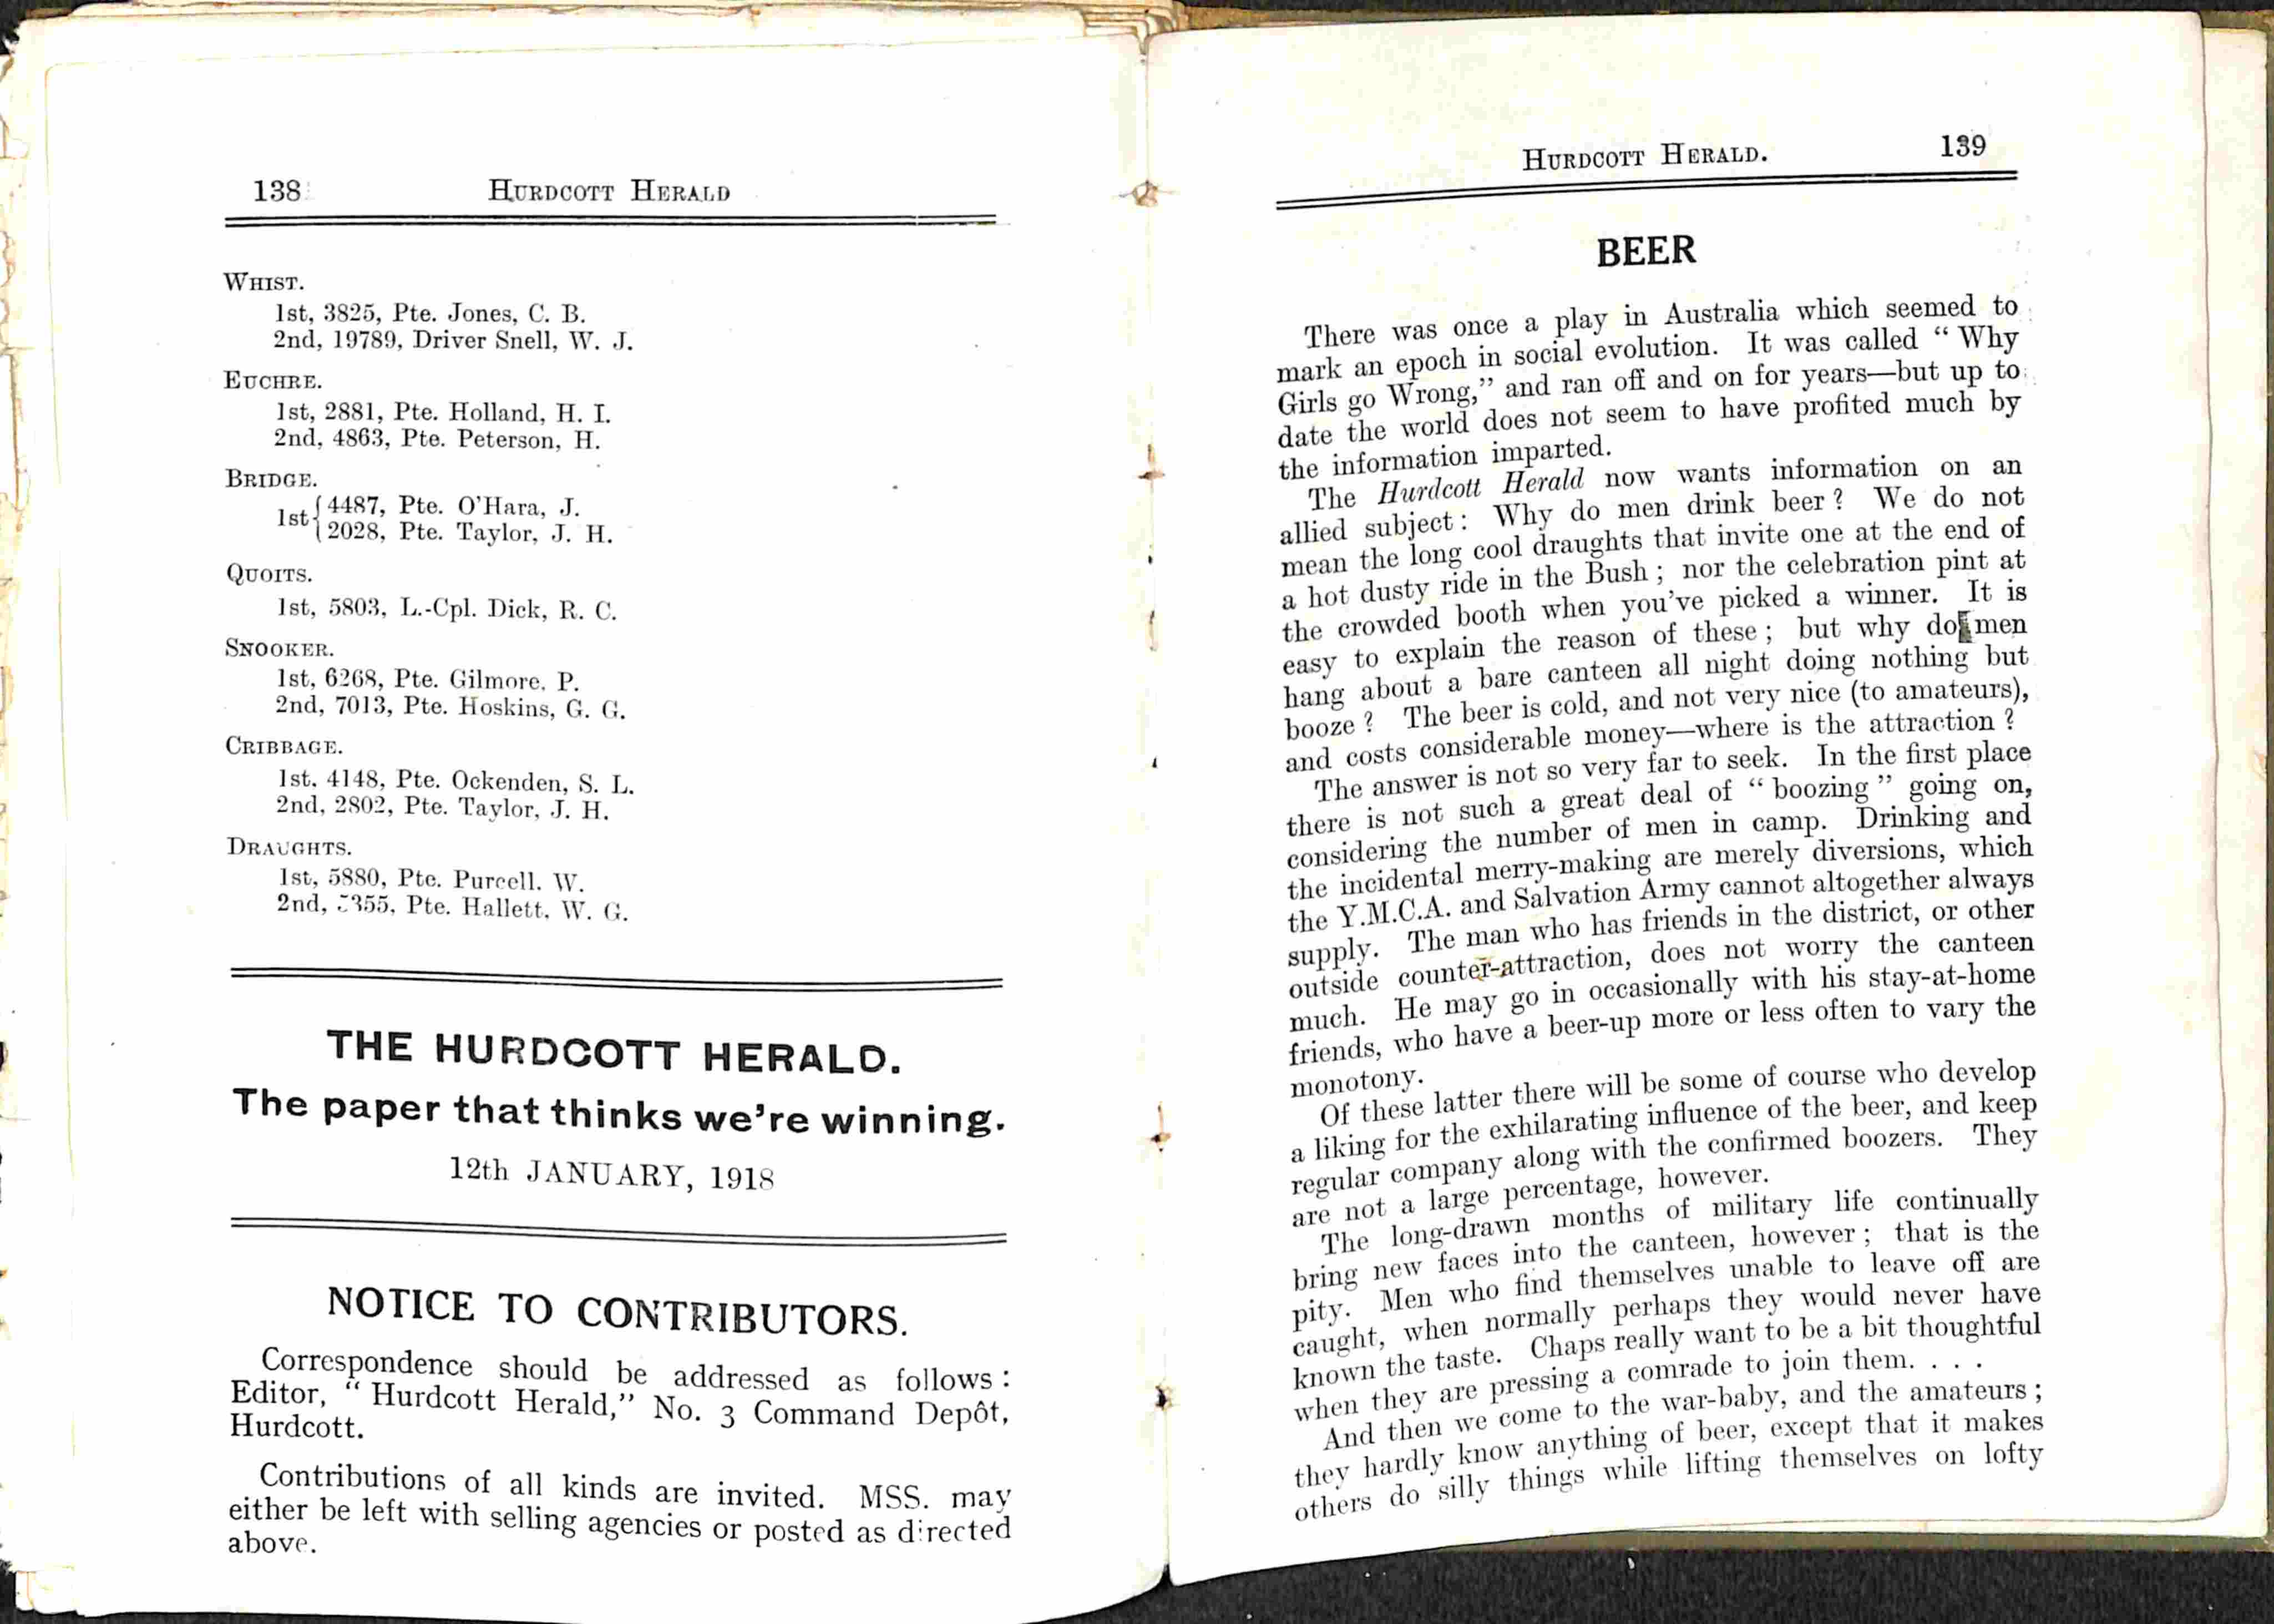 138 HURDCOTT HERALD
WHIST.
1st, 3825, Pte. Jones, C. B.
2nd, 19789, Driver Snell, W. J.
EUCHRE.
1st, 2881, Pte. Holland, H. I.
2nd, 4863, Pte. Peterson, H.
BRIDGE.
1st { 4487, Pte. O'Hara, J.
2028, Pte. Taylor, J. H.
QUOITS.
1st, 5803, L.-Cpl. Dick, R. C.
SNOOKER.
1st, 6268, Pte. Gilmore. P.
2nd, 7013, Pte. Hoskins, G. G.
CRIBBAGE.
1st. 4148, Pte. Ockenden, S. L.
2nd, 2802, Pte. Taylor, J. H.
DRAUGHTS.
1st, 5880, Pte. Purcell. W.
2nd, Pte. Hallett, W. G.
THE HURDCOTT HERALD.
The paper that thinks we're winning.
12th JANUARY, 1918
NOTICE TO CONTRIBUTORS.
Correspondence should be addressed as follows :
Editor, " Hurdcott Herald," No. 3 Command Depôt,
Hurdcott.
Contributions of all kinds are invited. MSS. may
either be left with selling agencies or posted as directed
above.
HURDCOTT HERALD. 139
BEER
There was once a play in Australia which seemed to
mark an epoch in social evolution. It was called " Why
Girls go Wrong," and ran off and on for years—but up to
date the world does not seem to have profited much by
the information imparted.
The Hurdcott Herald now wants information on an
allied subject : Why do men drink beer ? We do not
mean the long cool draughts that invite one at the end of
a hot dusty ride in the Bush ; nor the celebration pint at
the crowded booth when you've picked a winner. It is
easy to explain the reason of these ; but why do men
hang about a bare canteen all night doing nothing but
booze ? The beer is cold, and not very nice (to amateurs),
and costs considerable money—where is the attraction ?
The answer is not so very far to seek. In the first place
there is not such a great deal of " boozing " going on,
considering the number of men in camp. Drinking and
the incidental merry-making are merely diversions, which
the Y.M.C.A. and Salvation Army cannot altogether always
supply. The man who has friends in the district, or other
outside counter-attraction, does not worry the canteen
much. He may go in occasionally with his stay-at-home
friends, who have a beer-up more or less often to vary the
monotony.
Of these latter there will be some of course who develop
a liking for the exhilarating influence of the beer, and keep
regular company along with the confirmed boozers. They
are not a large percentage, however.
The long-drawn months of military life continually
bring new faces into the canteen, however ; that is the
pity. Men who find themselves unable to leave off are
caught, when normally perhaps they would never have
known the taste. Chaps really want to be a bit thoughtful
when they are pressing a comrade to join them. . . .
And then we come to the war-baby, and the amateurs ;
they hardly know anything of beer, except that it makes
others do silly things while lifting themselves on lofty